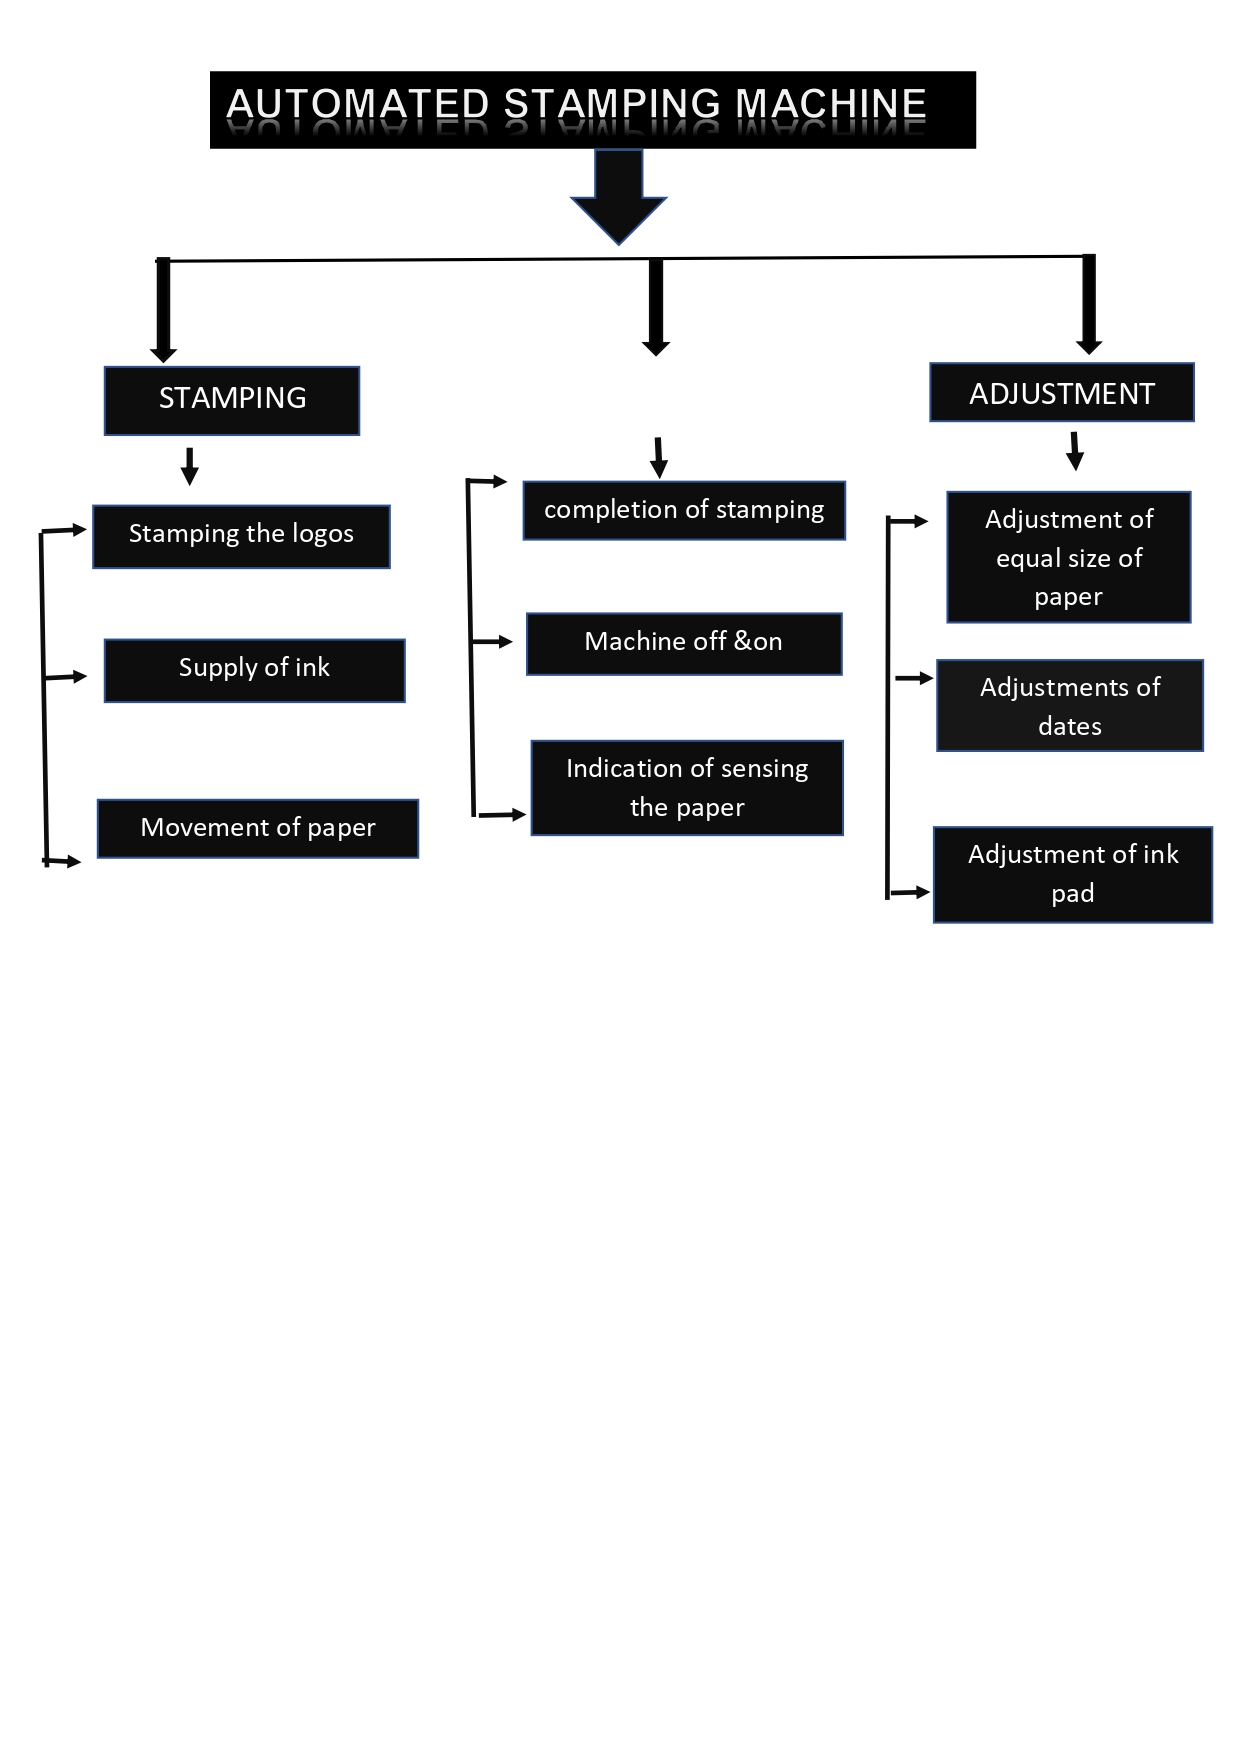 AUTOMATED STAMPING MACHINE
STAMPING
Stamping the logos
Supply of ink
Movement of paper
completion of stamping
Machine off &on
Indication of sensing
the paper
ADJUSTMENT
Adjustment of
equal size of
paper
Adjustments of
dates
Adjustment of ink
pad